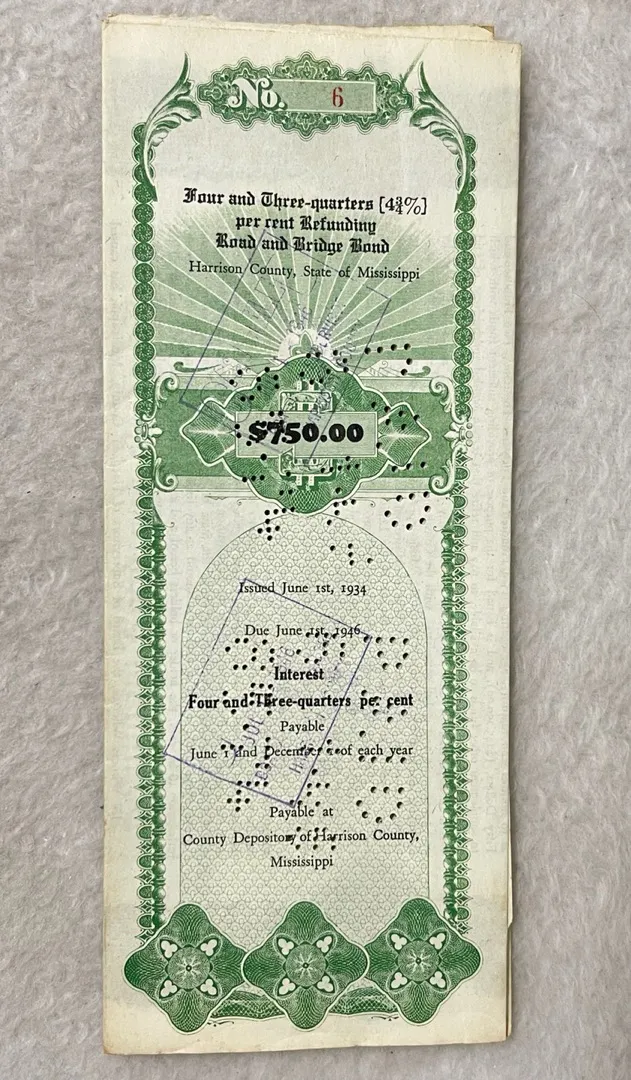 No. 6
Four and Three-quarters [4¾%]
per cent Refunding
Road and Bridge Bond
Harrison County, State of Mississippi
$750.00
Issued June 1st, 1934
Due June 1st, 1946
Interest
Four and Three-quarters per cent
Payable
June 1 and December 1 of each year
Payable at
County Depository of Harrison County,
Mississippi